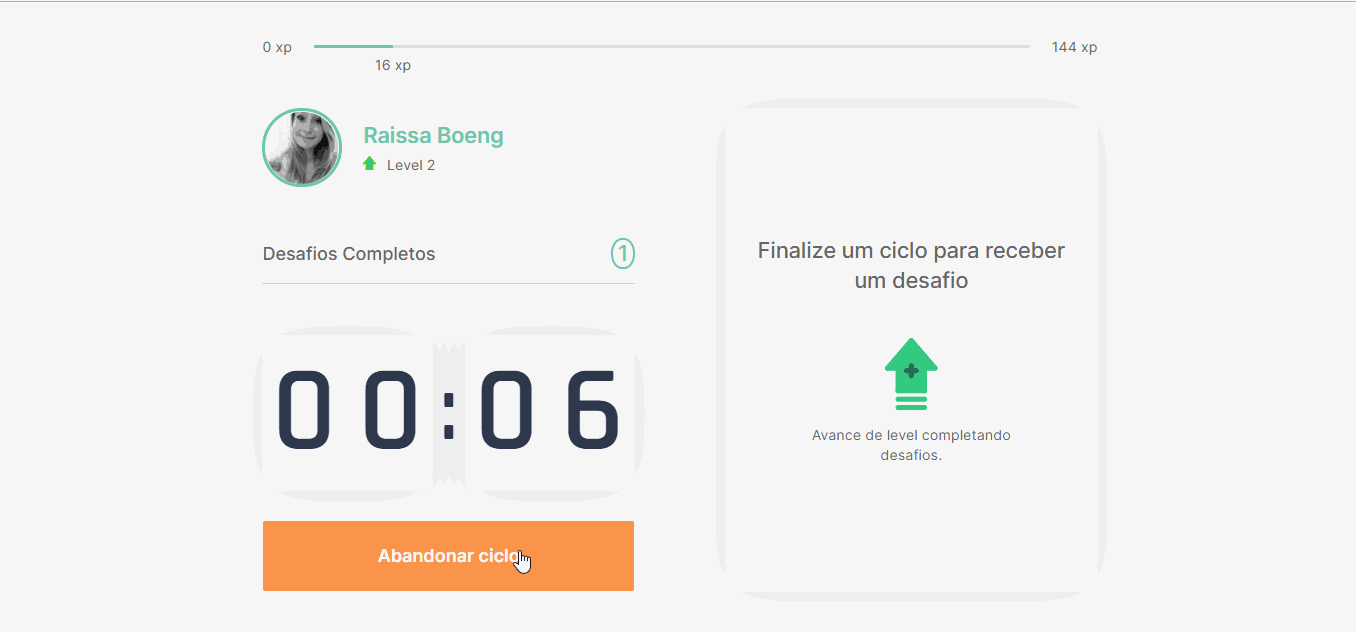 0 xp
144 xp
16 xp
Raissa Boeng
Level 2
Desafios Completos
1
00:06
Abandonar ciclo
Finalize um ciclo para receber
um desafio
Avance de level completando
desafios.